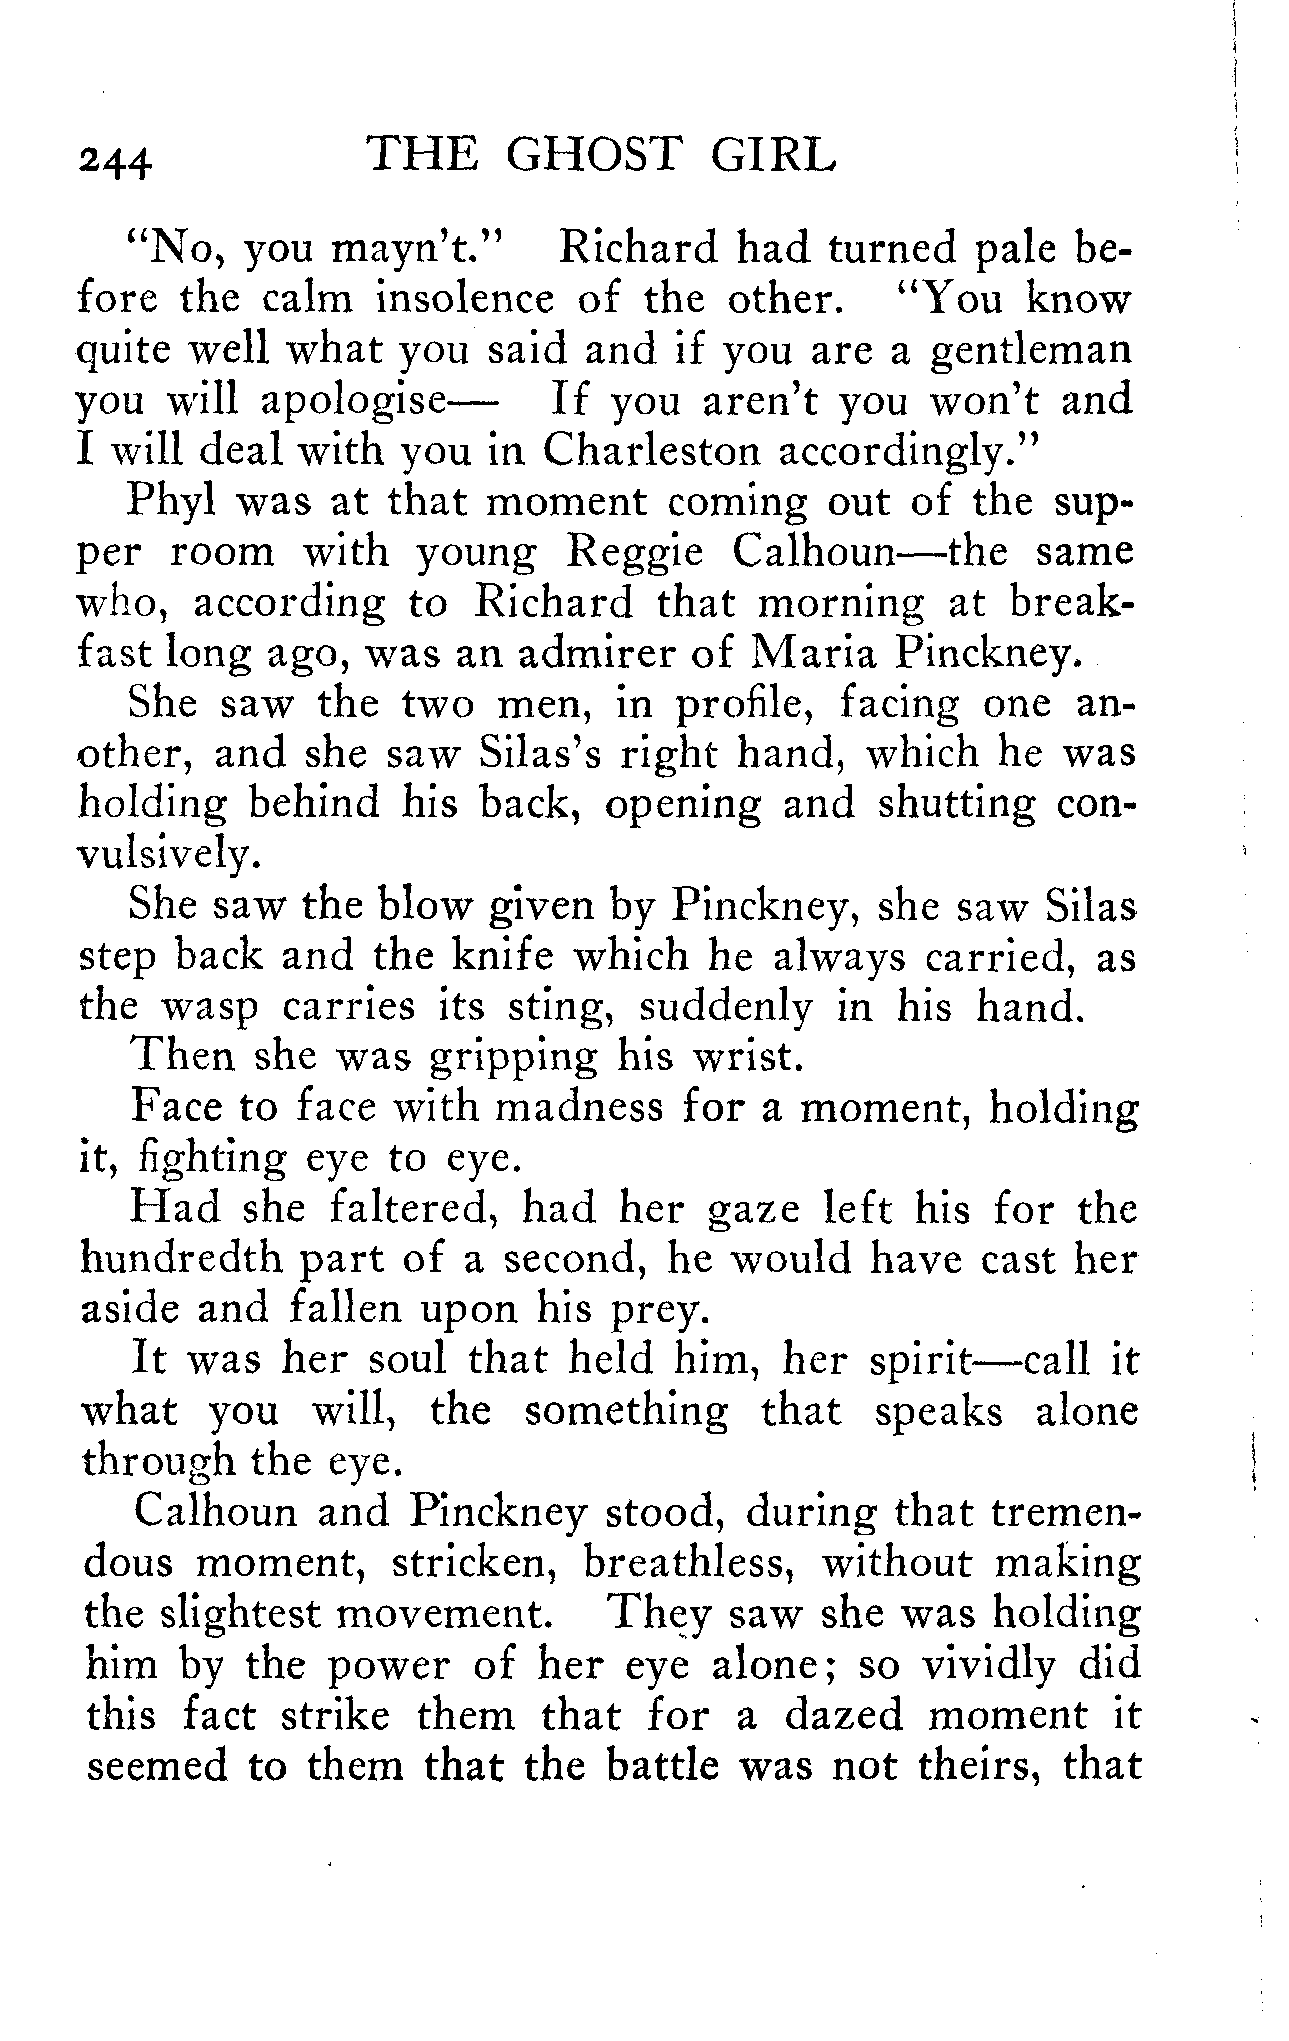 244 THE GHOST GIRL
“No, you mayn't.” Richard had turned pale be-
fore the calm insolence of the other. “You know
quite well what you said and if you are a gentleman
you will apologise— If you aren't you won't and
I will deal with you in Charleston accordingly.”
Phyl was at that moment coming out of the sup-
per room with young Reggie Calhoun—the same
who, according to Richard that morning at break-
fast long ago, was an admirer of Maria Pinckney.
She saw the two men, in profile, facing one an-
other, and she saw Silas's right hand, which he was
holding behind his back, opening and shutting con-
vulsively.
She saw the blow given by Pinckney, she saw Silas
step back and the knife which he always carried, as
the wasp carries its sting, suddenly in his hand.
Then she was gripping his wrist.
Face to face with madness for a moment, holding
it, fighting eye to eye.
Had she faltered, had her gaze left his for the
hundredth part of a second, he would have cast her
aside and fallen upon his prey.
It was her soul that held him, her spirit—call it
what you will, the something that speaks alone
through the eye.
Calhoun and Pinckney stood, during that tremen-
dous moment, stricken, breathless, without making
the slightest movement. They saw she was holding
him by the power of her eye alone; so vividly did
this fact strike them that for a dazed moment it
seemed to them that the battle was not theirs, that